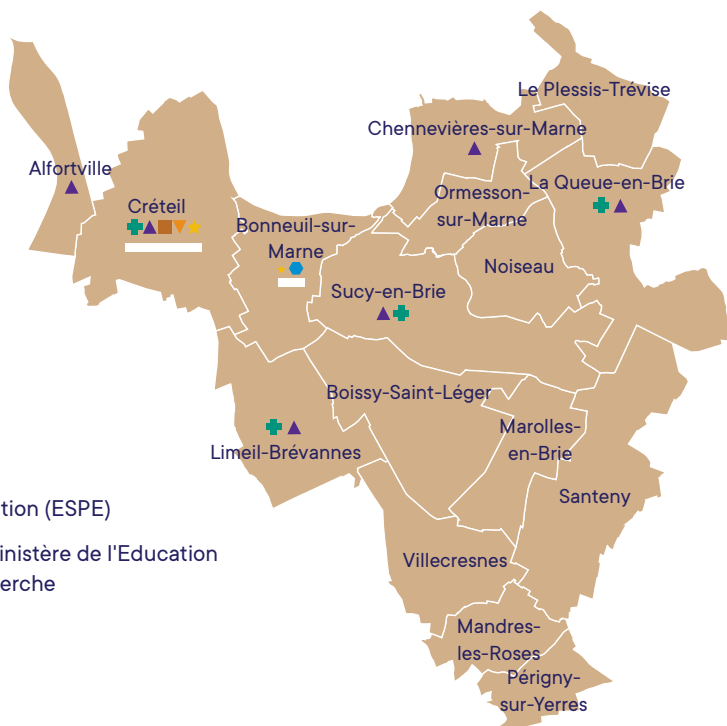 Le Plessis-Trévise
Chennevières-sur-Marne
Alfortville
La Queue-en-Brie
Ormesson-
sur-Marne
Créteil
Bonneuil-sur-
Marne
Noiseau
Sucy-en-Brie
Boissy-Saint-Léger
Marolles-
en-Brie
Limeil-Brévannes
Santeny
tion (ESPE)
inistère de l'Education
erche
Villecresnes
Mandres-
les-Roses
Périgny-
sur-Yerres